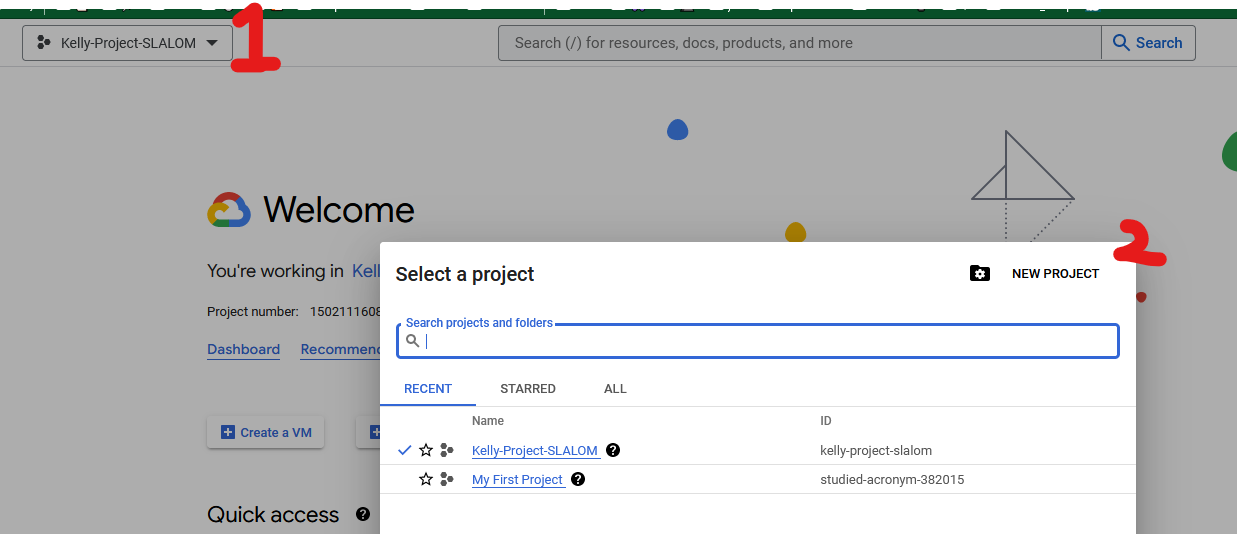 1
Kelly-Project-SLALOM
Search (/) for resources, docs, products, and more
Search
Welcome
2
Select a project
NEW PROJECT
You're working in Kell
Project number: 1502111608
Search projects and folders
Dashboard
Recommen
RECENT
STARRED
ALL
Name
ID
Create a VM
Kelly-Project-SLALOM
kelly-project-slalom
My First Project
studied-acronym-382015
Quick access